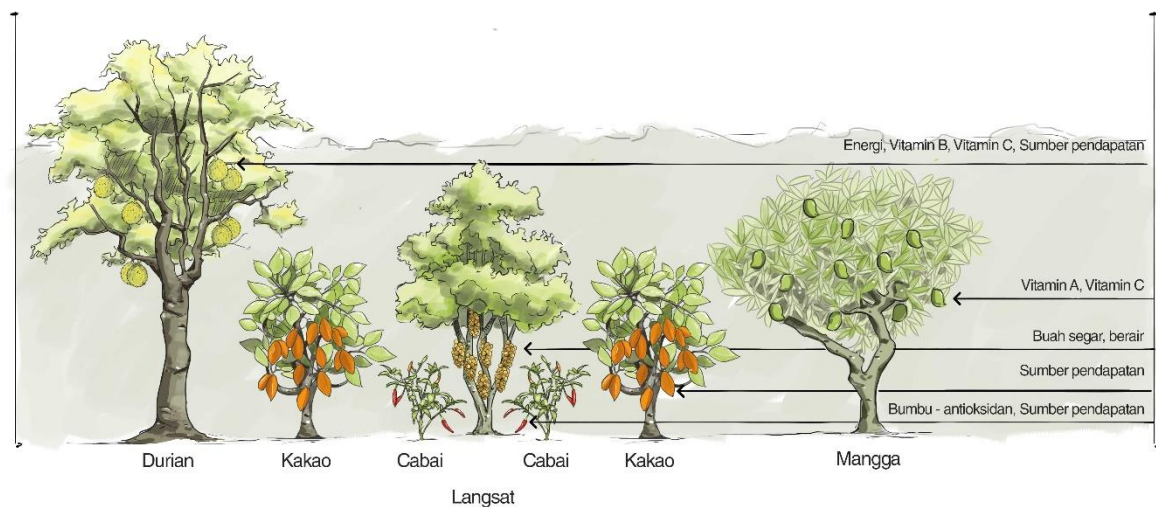 Energi, Vitamin B, Vitamin C, Sumber pendapatan
Vitamin A, Vitamin C
Buah segar, berair
Sumber pendapatan
Bumbu - antioksidan, Sumber pendapatan
Durian
Kakao
Cabai
Cabai
Kakao
Mangga
Langsat